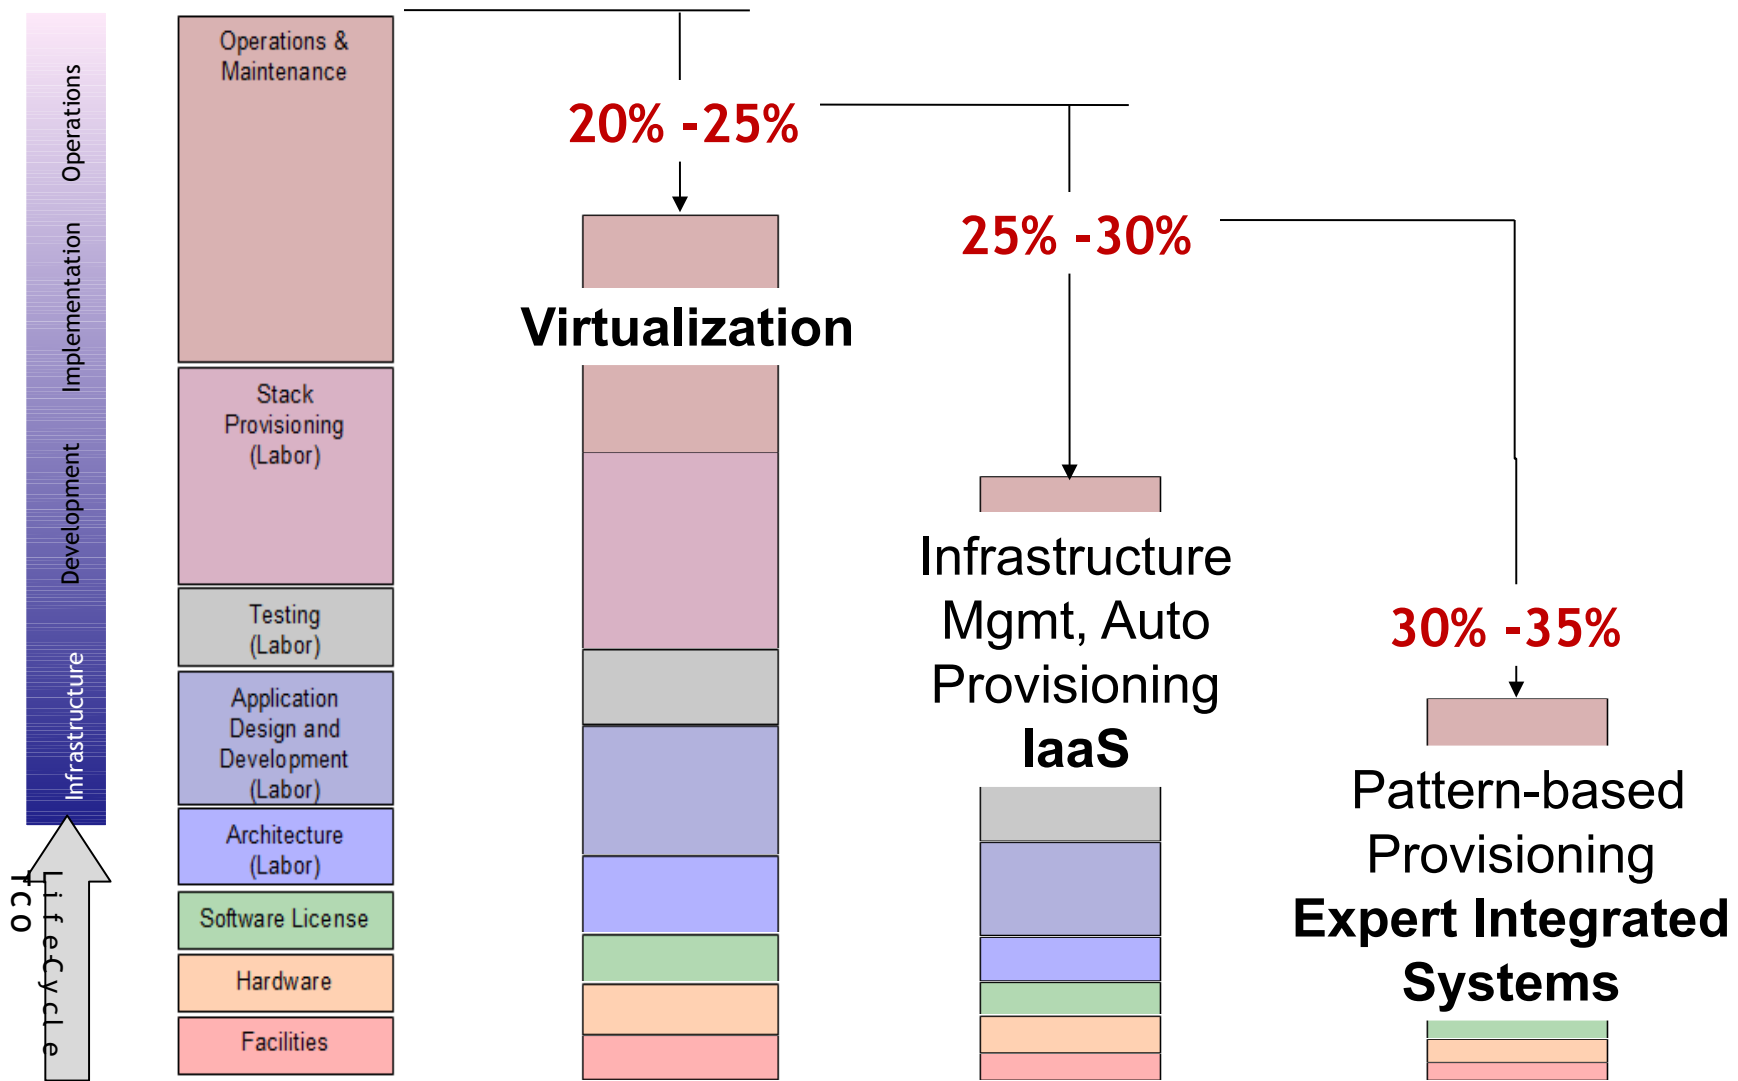 Operations
Implementation
Development
Infrastructure
LifeCycle
TCO
Operations &
Maintenance
Stack
Provisioning
(Labor)
Testing
(Labor)
Application
Design and
Development
(Labor)
Architecture
(Labor)
Software License
Hardware
Facilities
20% -25%
Virtualization
25% -30%
Infrastructure
Mgmt, Auto
Provisioning
IaaS
30% -35%
Pattern-based
Provisioning
Expert Integrated
Systems